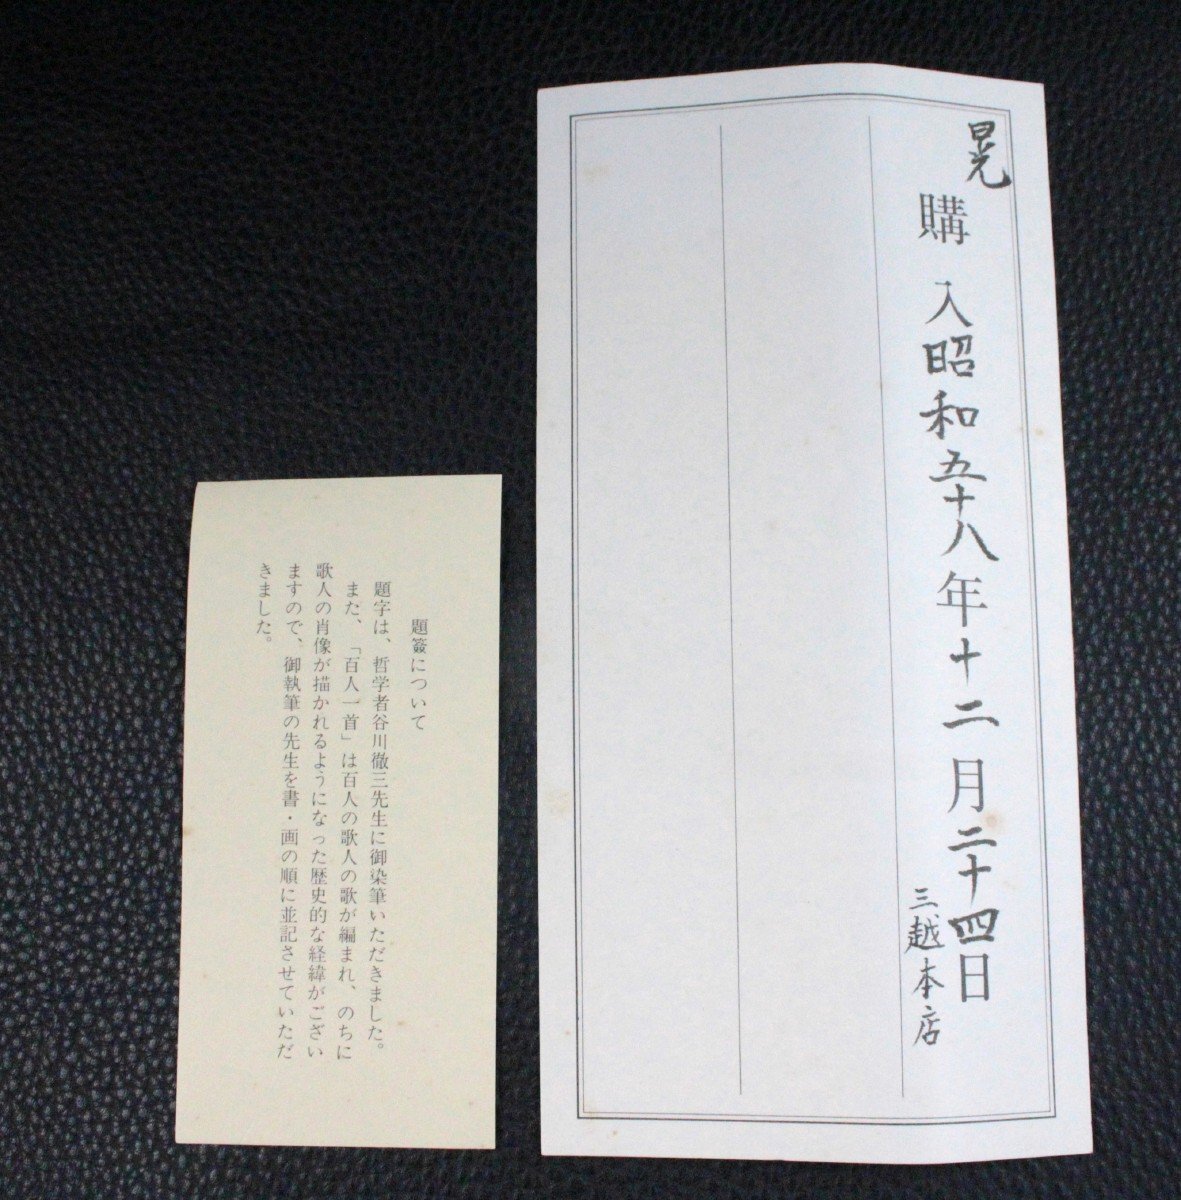 晃
購入昭和五十八年十二月二十四日
三越本店
題簽について
題字は、哲学者谷川徹三先生に御染筆いただきました。
また、「百人一首」は百人の歌人の歌が編まれ、のちに
歌人の肖像が描かれるようになった歴史的な経緯がござい
ますので、御執筆の先生を書・画の順に並記させていただ
きました。